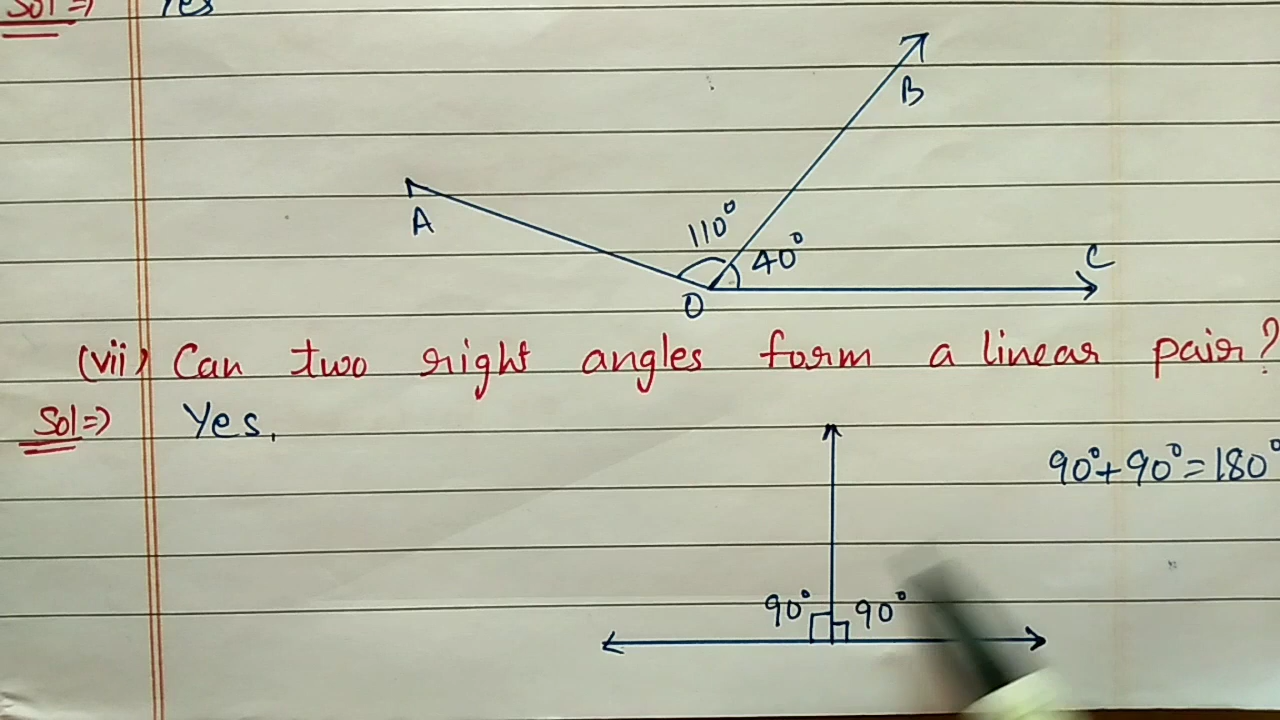 Sol ⇒ Yes
B
A
110°
40°
C
O
(vii) Can two right angles form a linear pair?
Sol ⇒ Yes,
90°+90°=180°
90° 90°